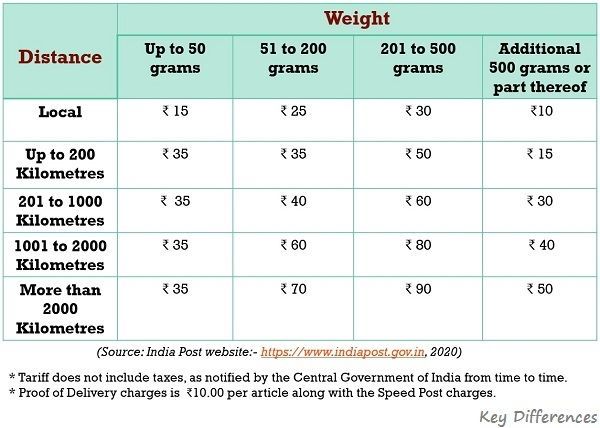 Distance Weight
Up to 50 grams 51 to 200 grams 201 to 500 grams Additional 500 grams or part thereof
Local ₹ 15 ₹ 25 ₹ 30 ₹10
Up to 200 Kilometres ₹ 35 ₹ 35 ₹ 50 ₹ 15
201 to 1000 Kilometres ₹ 35 ₹ 40 ₹ 60 ₹ 30
1001 to 2000 Kilometres ₹ 35 ₹ 60 ₹ 80 ₹ 40
More than 2000 Kilometres ₹ 35 ₹ 70 ₹ 90 ₹ 50
(Source: India Post website:- https://www.indiapost.gov.in, 2020)
* Tariff does not include taxes, as notified by the Central Government of India from time to time.
* Proof of Delivery charges is ₹10.00 per article along with the Speed Post charges.
Key Differences